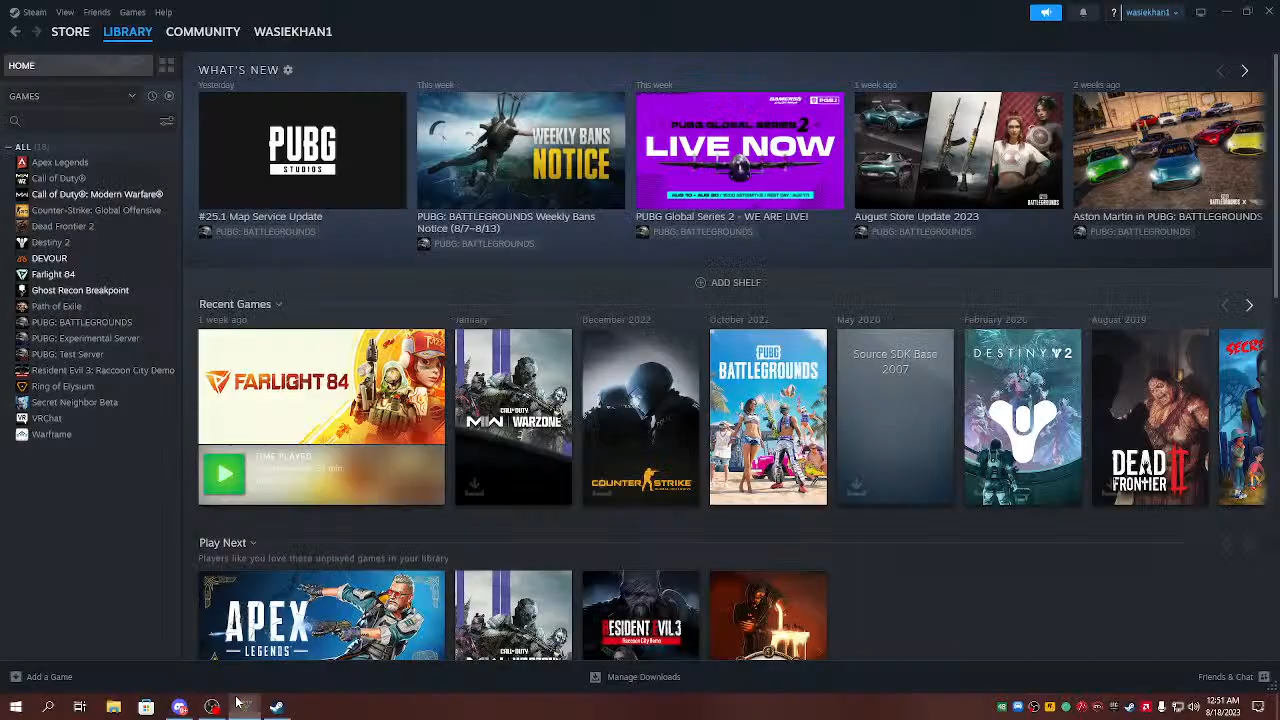 Steam View Friends Games Help
wasiekhan1
STORE LIBRARY COMMUNITY WASIEKHAN1
HOME
GAMES
ALL
Apex Legends
Call of Duty®
Call of Duty®: Modern Warfare®
Counter-Strike: Global Offensive
Dead Frontier 2
Destiny 2
DEVOUR
Farlight 84
Ghost Recon Breakpoint
Path of Exile
PUBG: BATTLEGROUNDS
PUBG: Experimental Server
PUBG: Test Server
Resident Evil 3: Raccoon City Demo
Ring of Elysium
Secret Neighbor Beta
VRChat
Warframe
WHAT'S NEW
Yesterday
PUBG
STUDIOS
#25.1 Map Service Update
PUBG: BATTLEGROUNDS
This week
WEEKLY BANS
NOTICE
PUBG: BATTLEGROUNDS Weekly Bans
Notice (8/7~8/13)
PUBG: BATTLEGROUNDS
This week
PUBG GLOBAL SERIES 2
LIVE NOW
PUBG Global Series 2 - WE ARE LIVE!
PUBG: BATTLEGROUNDS
1 week ago
August Store Update 2023
PUBG: BATTLEGROUNDS
2 weeks ago
Aston Martin in PUBG: BATTLEGROUNDS
PUBG: BATTLEGROUNDS
ADD SHELF
Recent Games
1 week ago
FARLIGHT 84
TIME PLAYED
January
CALL OF DUTY
MW WARZONE
December 2022
COUNTER STRIKE
October 2022
PUBG
BATTLEGROUNDS
May 2020
Source SDK Base
2007
February 2020
DESTINY 2
August 2019
DEAD
FRONTIER II
SECRE
Play Next
Players like you love these unplayed games in your library
APEX
LEGENDS
CALL OF DUTY
RESIDENT EVIL 3
Raccoon City Demo
Add a Game
Manage Downloads
Friends & Chat
12:51 AM
8/18/2023